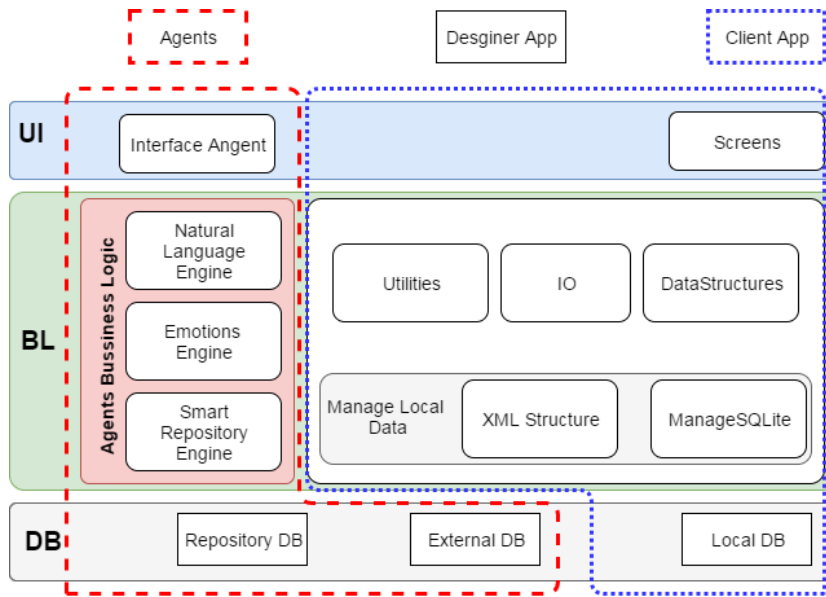 Agents
Desginer App
Client App
UI
Interface Angent
Screens
BL
Agents Bussiness Logic
Natural
Language
Engine
Emotions
Engine
Smart
Repository
Engine
Utilities
IO
DataStructures
Manage Local
Data
XML Structure
ManageSQLite
DB
Repository DB
External DB
Local DB